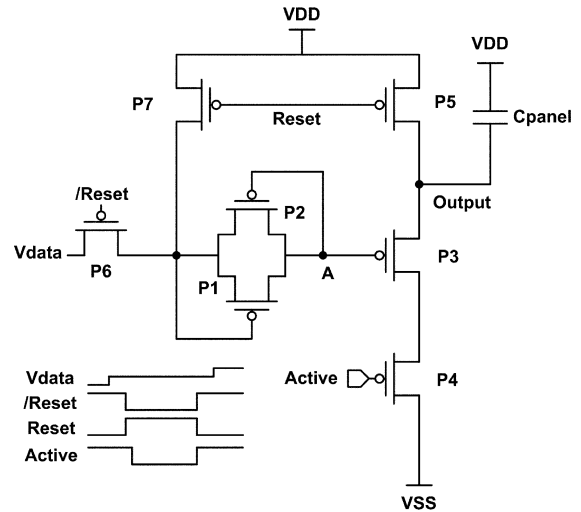 VDD
VDD
P7
P5
Reset
Cpanel
/Reset
P2
Output
Vdata
P6
P1
A
P3
Vdata
/Reset
Reset
Active
Active
P4
VSS